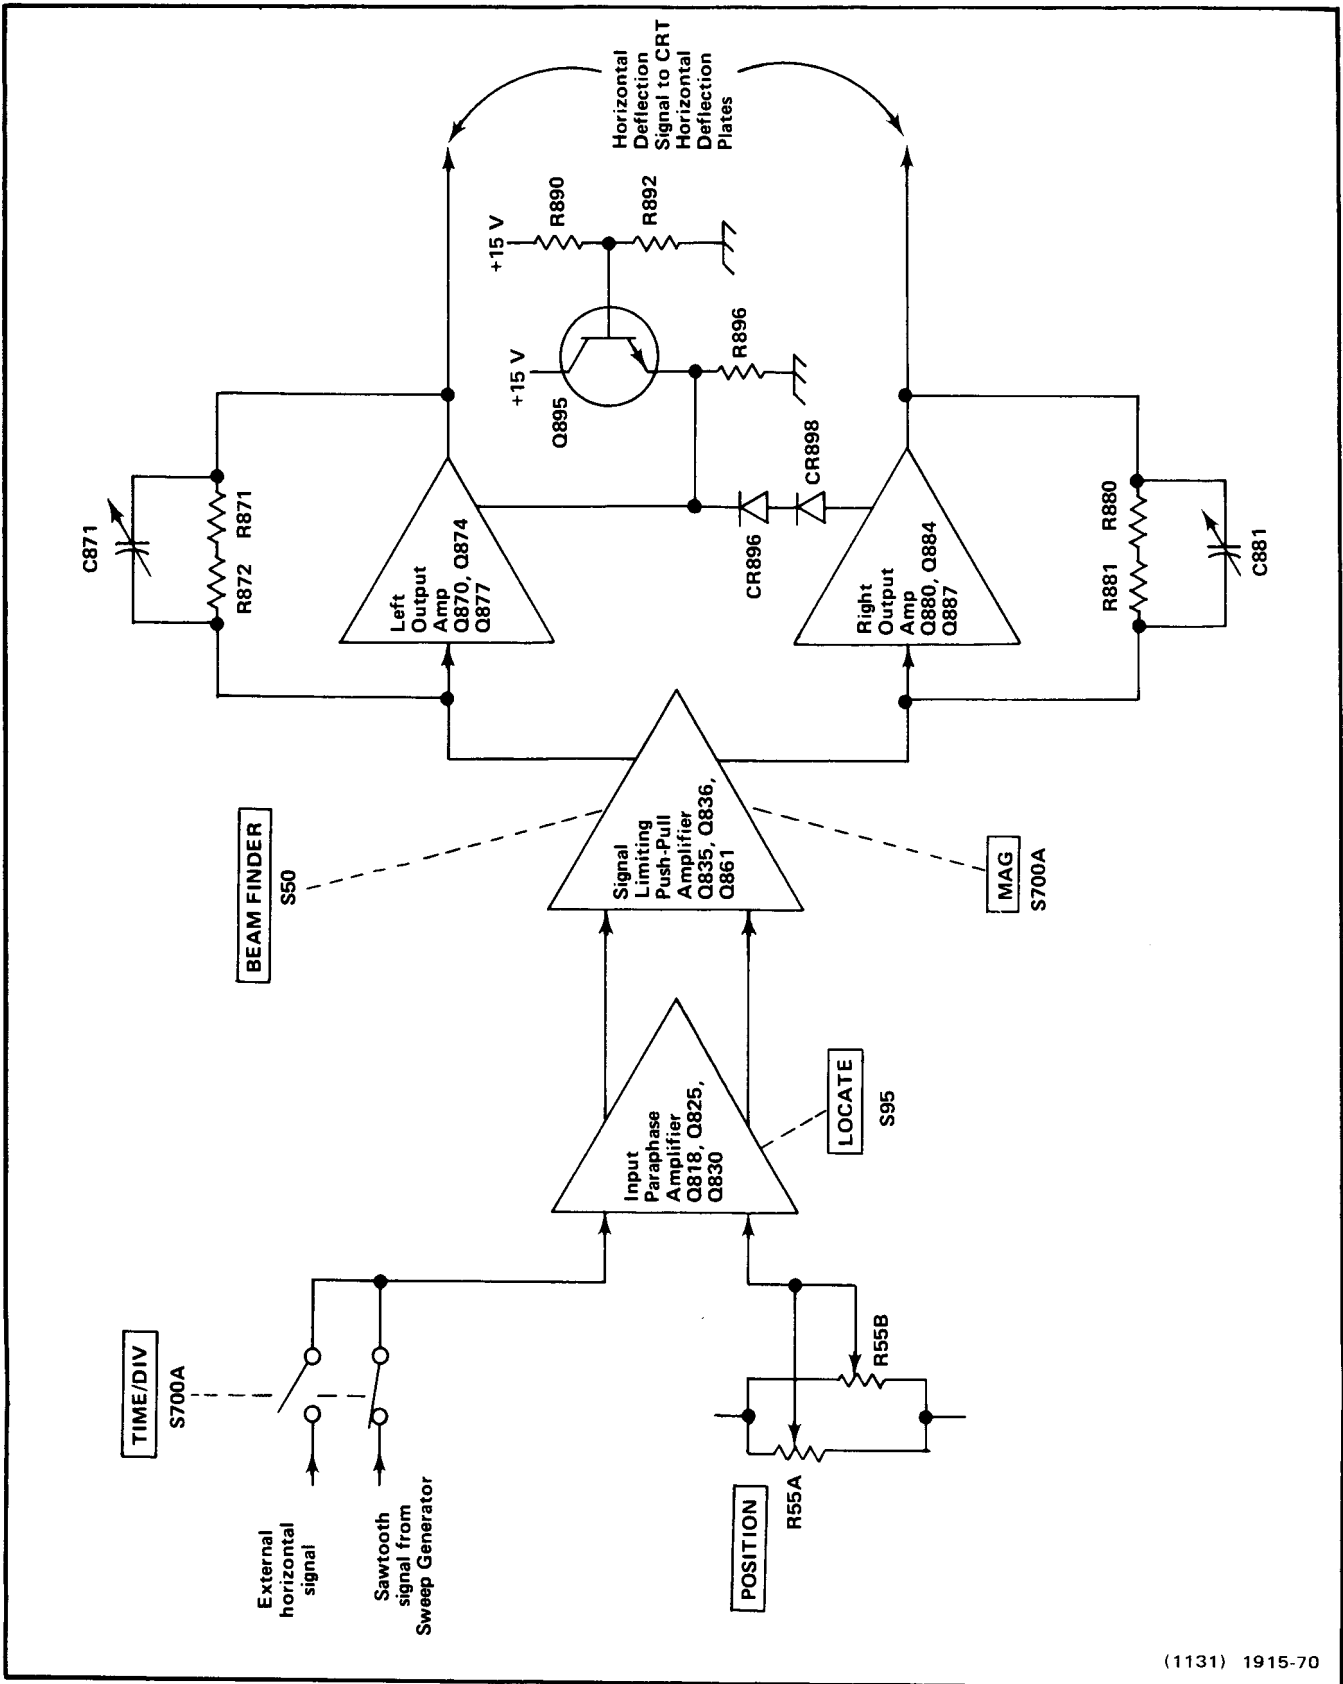 External
horizontal
signal
Sawtooth
signal from
Sweep Generator
TIME/DIV
S700A
POSITION
R55A
R55B
Input
Paraphase
Amplifier
Q818, Q825,
Q830
LOCATE
S95
BEAM FINDER
S50
Signal
Limiting
Push-Pull
Amplifier
Q835, Q836,
Q861
MAG
S700A
C871
R872
R871
Left
Output
Amp
Q870, Q874
Q877
Right
Output
Amp
Q880, Q884
Q887
R881
R880
C881
CR896
CR898
Q895
+15 V
R896
+15 V
R890
R892
Horizontal
Deflection
Signal to CRT
Horizontal
Deflection
Plates
(1131) 1915-70